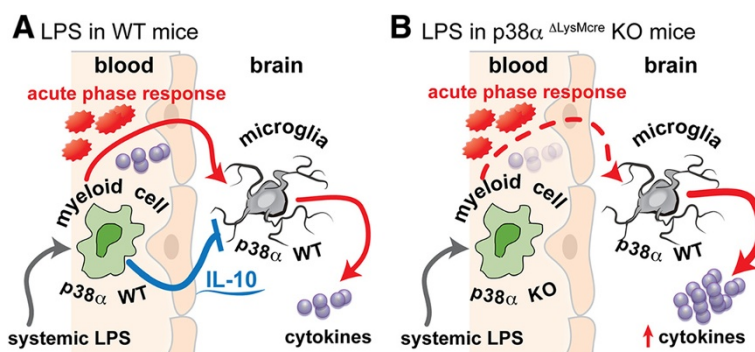 A LPS in WT mice
blood brain
acute phase response
microglia
myeloid cell
p38α WT
p38α WT
IL-10
systemic LPS
cytokines
B LPS in p38α ΔLysMcre KO mice
blood brain
acute phase response
microglia
myeloid cell
p38α WT
p38α KO
systemic LPS
cytokines